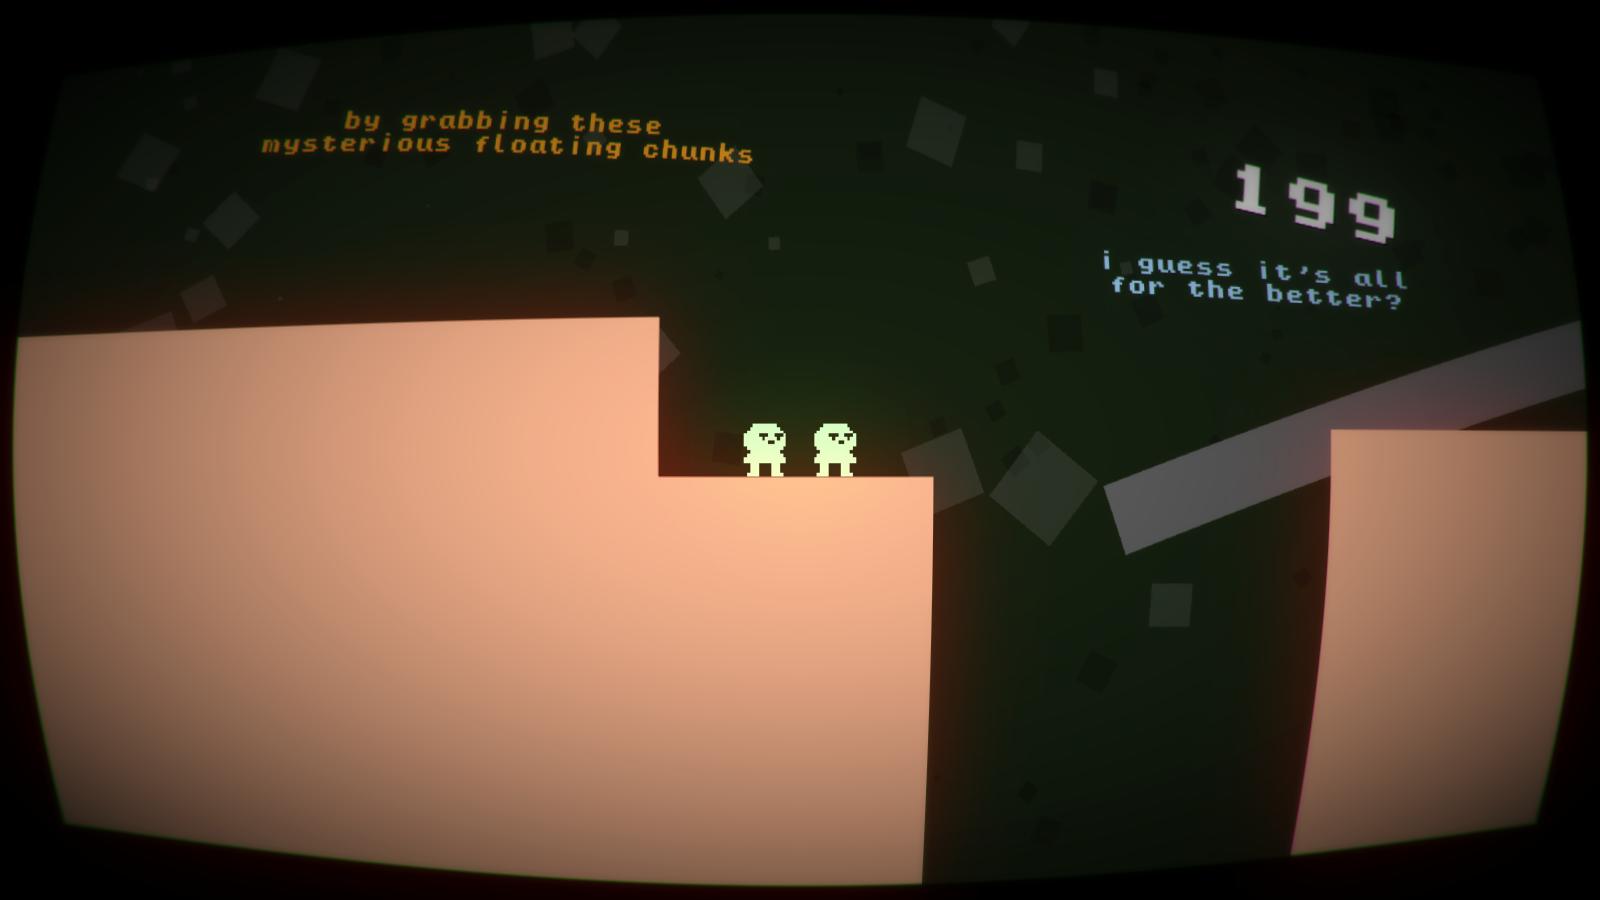 by grabbing these
mysterious floating chunks
199
i guess it's all
for the better?